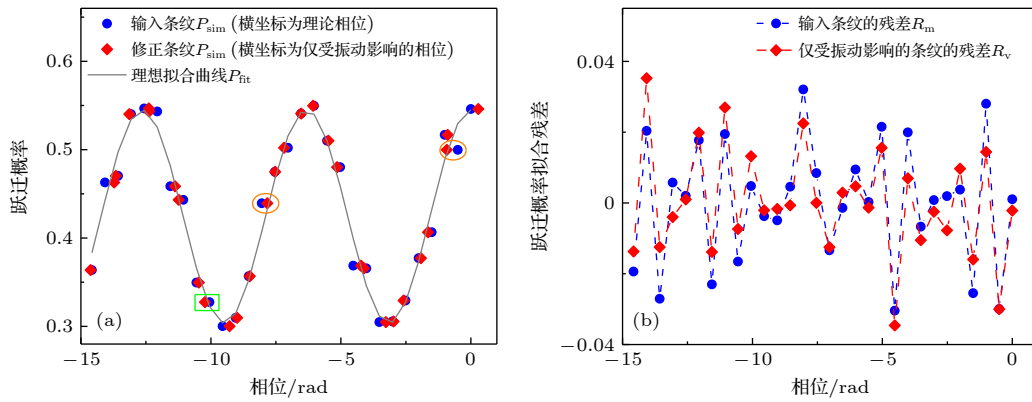 输入条纹Psim (横坐标为理论相位)
修正条纹Psim (横坐标为仅受振动影响的相位)
理想拟合曲线Pfit
0.6
0.5
0.4
0.3
跃迁概率
(a)
−15
−10
−5
0
相位/rad
输入条纹的残差Rm
仅受振动影响的条纹的残差Rv
0.04
0
−0.04
跃迁概率拟合残差
(b)
−15
−10
−5
0
相位/rad